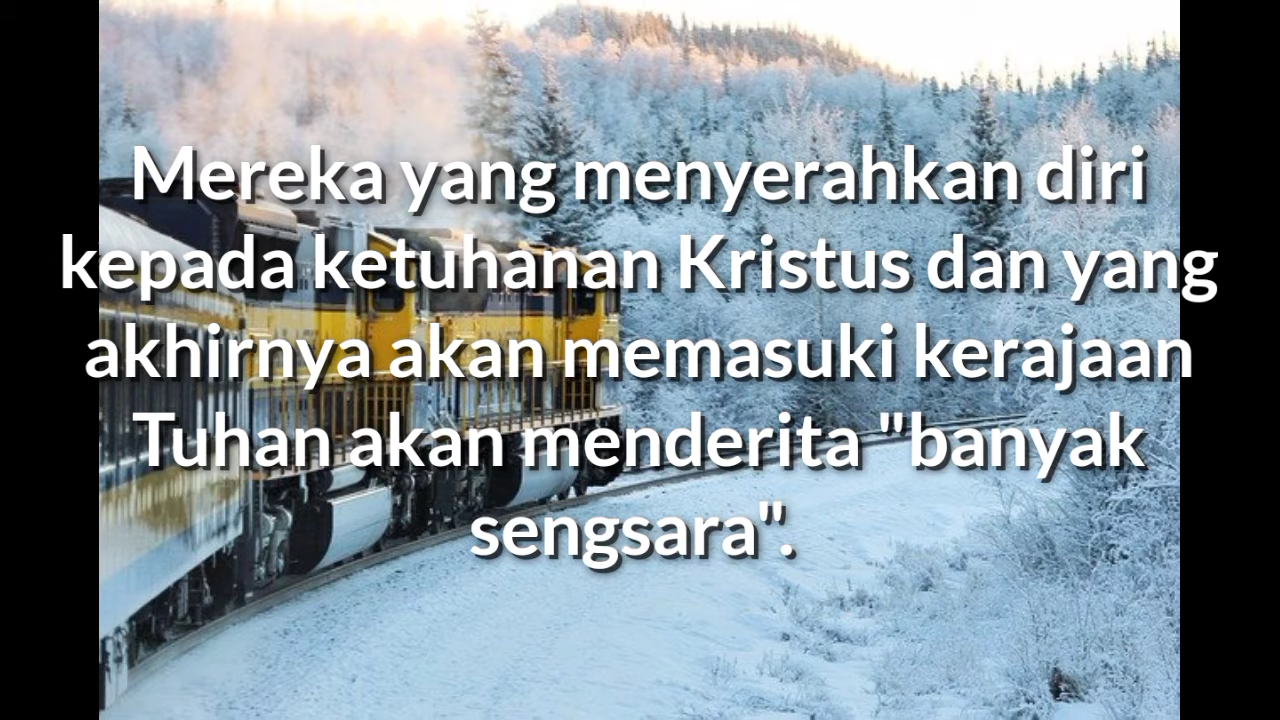 Mereka yang menyerahkan diri
kepada ketuhanan Kristus dan yang
akhirnya akan memasuki kerajaan
Tuhan akan menderita "banyak
sengsara".